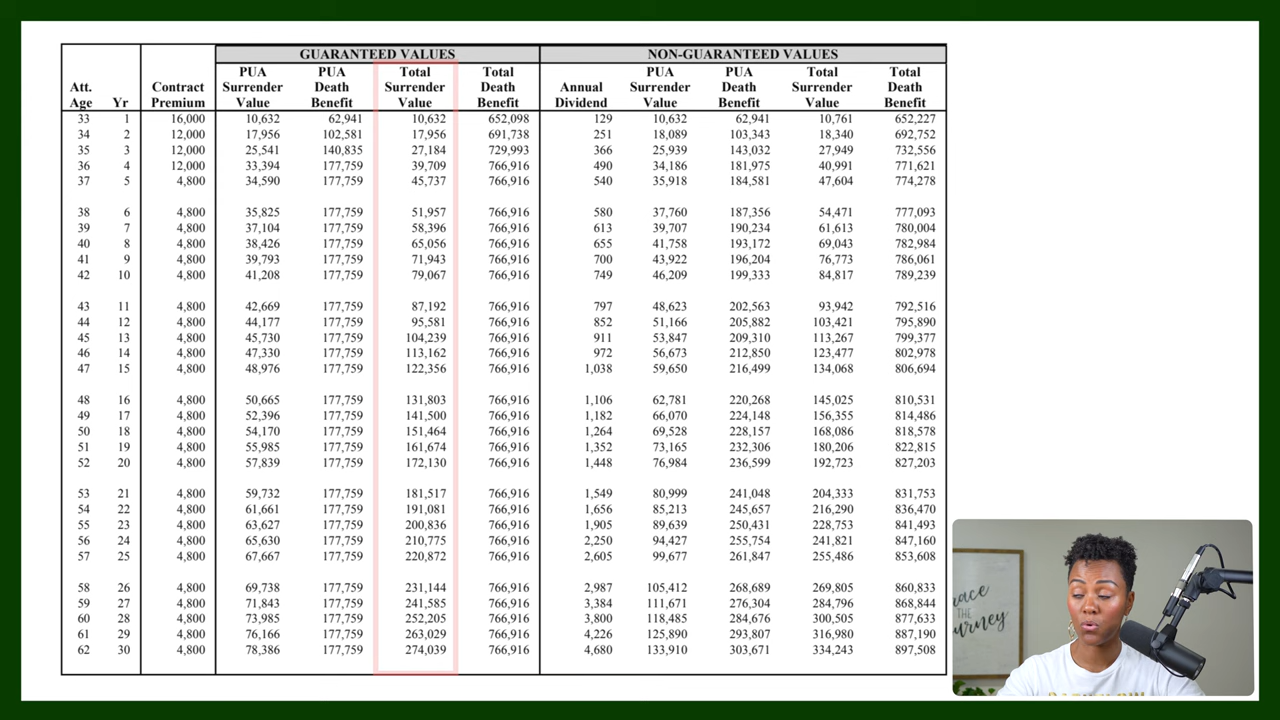 GUARANTEED VALUES NON-GUARANTEED VALUES
PUA PUA Total Total PUA PUA Total Total
Att. Contract Surrender Death Surrender Death Annual Surrender Death Surrender Death
Age Yr Premium Value Benefit Value Benefit Dividend Value Benefit Value Benefit
33 1 16,000 10,632 62,941 10,632 652,098 129 10,632 62,941 10,761 652,227
34 2 12,000 17,956 102,581 17,956 691,738 251 18,089 103,343 18,340 692,752
35 3 12,000 25,541 140,835 27,184 729,993 366 25,939 143,032 27,949 732,556
36 4 12,000 33,394 177,759 39,709 766,916 490 34,186 181,975 40,991 771,621
37 5 4,800 34,590 177,759 45,737 766,916 540 35,918 184,581 47,604 774,278
38 6 4,800 35,825 177,759 51,957 766,916 580 37,760 187,356 54,471 777,093
39 7 4,800 37,104 177,759 58,396 766,916 613 39,707 190,234 61,613 780,004
40 8 4,800 38,426 177,759 65,056 766,916 655 41,758 193,172 69,043 782,984
41 9 4,800 39,793 177,759 71,943 766,916 700 43,922 196,204 76,773 786,061
42 10 4,800 41,208 177,759 79,067 766,916 749 46,209 199,333 84,817 789,239
43 11 4,800 42,669 177,759 87,192 766,916 797 48,623 202,563 93,942 792,516
44 12 4,800 44,177 177,759 95,581 766,916 852 51,166 205,882 103,421 795,890
45 13 4,800 45,730 177,759 104,239 766,916 911 53,847 209,310 113,267 799,377
46 14 4,800 47,330 177,759 113,162 766,916 972 56,673 212,850 123,477 802,978
47 15 4,800 48,976 177,759 122,356 766,916 1,038 59,650 216,499 134,068 806,694
48 16 4,800 50,665 177,759 131,803 766,916 1,106 62,781 220,268 145,025 810,531
49 17 4,800 52,396 177,759 141,500 766,916 1,182 66,070 224,148 156,355 814,486
50 18 4,800 54,170 177,759 151,464 766,916 1,264 69,528 228,157 168,086 818,578
51 19 4,800 55,985 177,759 161,674 766,916 1,352 73,165 232,306 180,206 822,815
52 20 4,800 57,839 177,759 172,130 766,916 1,448 76,984 236,599 192,723 827,203
53 21 4,800 59,732 177,759 181,517 766,916 1,549 80,999 241,048 204,333 831,753
54 22 4,800 61,661 177,759 191,081 766,916 1,656 85,213 245,657 216,290 836,470
55 23 4,800 63,627 177,759 200,836 766,916 1,905 89,639 250,431 228,753 841,493
56 24 4,800 65,630 177,759 210,775 766,916 2,250 94,427 255,754 241,821 847,160
57 25 4,800 67,667 177,759 220,872 766,916 2,605 99,677 261,847 255,486 853,608
58 26 4,800 69,738 177,759 231,144 766,916 2,987 105,412 268,689 269,805 860,833
59 27 4,800 71,843 177,759 241,585 766,916 3,384 111,671 276,304 284,796 868,844
60 28 4,800 73,985 177,759 252,205 766,916 3,800 118,485 284,676 300,505 877,633
61 29 4,800 76,166 177,759 263,029 766,916 4,226 125,890 293,807 316,980 887,190
62 30 4,800 78,386 177,759 274,039 766,916 4,680 133,910 303,671 334,243 897,508
THE